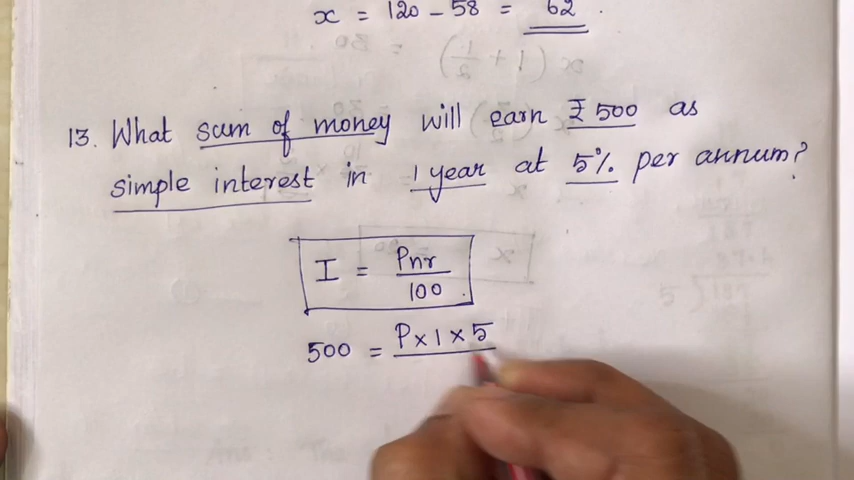 x = 120 - 58 = 62
13. What sum of money will earn ₹500 as
simple interest in 1 year at 5% per annum?
I = Pnr/100
500 = P×1×5